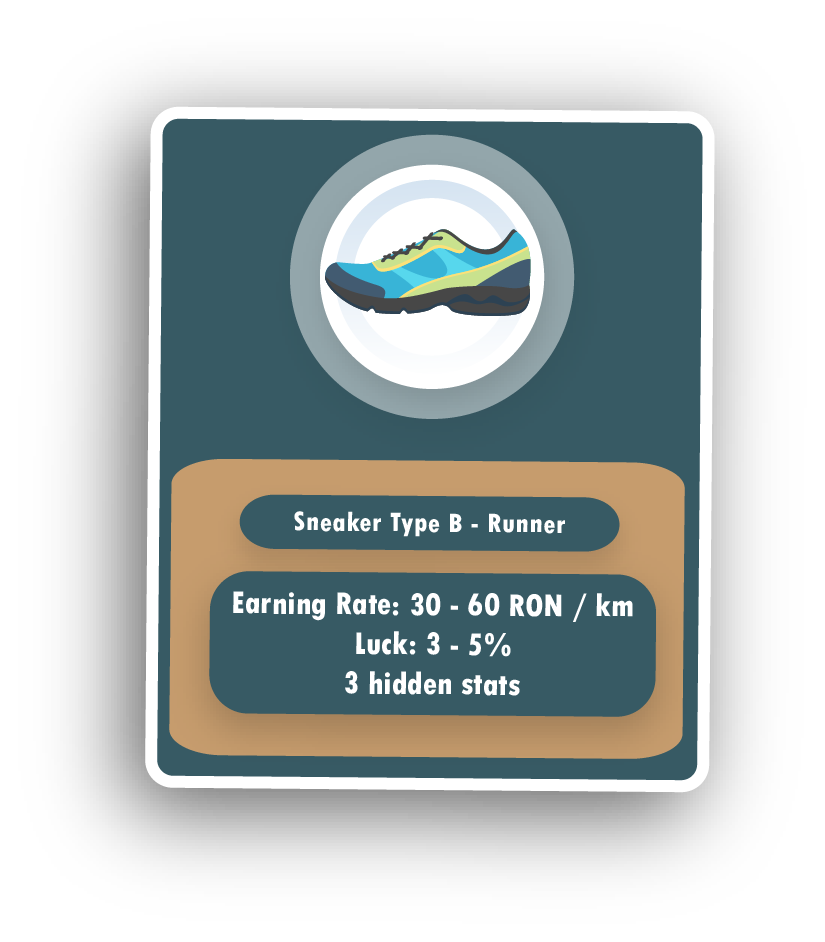 Sneaker Type B - Runner
Earning Rate: 30 - 60 RON / km
Luck: 3 - 5%
3 hidden stats